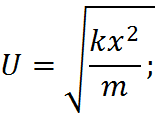 U = √(kx²/m);